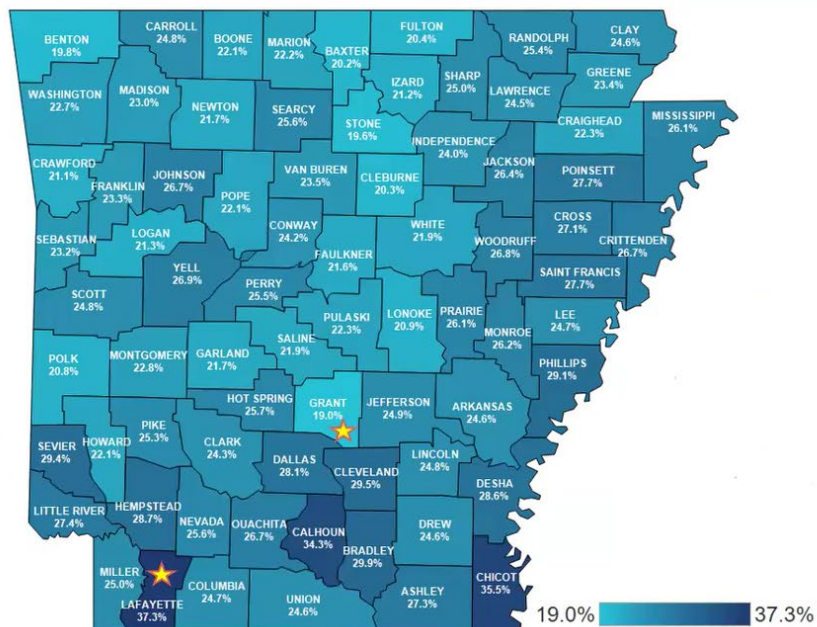 BENTON
19.8%
CARROLL
24.8%
BOONE
22.1%
MARION
22.2%
BAXTER
20.2%
FULTON
20.4%
RANDOLPH
25.4%
CLAY
24.6%
GREENE
23.4%
WASHINGTON
22.7%
MADISON
23.0%
NEWTON
21.7%
SEARCY
25.6%
STONE
19.6%
IZARD
21.2%
SHARP
25.0%
LAWRENCE
24.5%
CRAIGHEAD
22.3%
MISSISSIPPI
26.1%
CRAWFORD
21.1%
FRANKLIN
23.3%
JOHNSON
26.7%
POPE
22.1%
VAN BUREN
23.5%
CLEBURNE
20.3%
INDEPENDENCE
24.0%
JACKSON
26.4%
POINSETT
27.7%
SEBASTIAN
23.2%
LOGAN
21.3%
CONWAY
24.2%
FAULKNER
21.6%
WHITE
21.9%
WOODRUFF
26.8%
CROSS
27.1%
CRITTENDEN
26.7%
SCOTT
24.8%
YELL
26.9%
PERRY
25.5%
SAINT FRANCIS
27.7%
PULASKI
22.3%
LONOKE
20.9%
PRAIRIE
26.1%
MONROE
26.2%
LEE
24.7%
POLK
20.8%
MONTGOMERY
22.8%
GARLAND
21.7%
SALINE
21.9%
PHILLIPS
29.1%
HOT SPRING
25.7%
GRANT
19.0%
JEFFERSON
24.9%
ARKANSAS
24.6%
SEVIER
29.4%
HOWARD
22.1%
PIKE
25.3%
CLARK
24.3%
DALLAS
28.1%
CLEVELAND
29.5%
LINCOLN
24.8%
DESHA
28.6%
LITTLE RIVER
27.4%
HEMPSTEAD
28.7%
NEVADA
25.6%
OUACHITA
26.7%
CALHOUN
34.3%
BRADLEY
29.9%
DREW
24.6%
MILLER
25.0%
LAFAYETTE
37.3%
COLUMBIA
24.7%
UNION
24.6%
ASHLEY
27.3%
CHICOT
35.5%
19.0%
37.3%